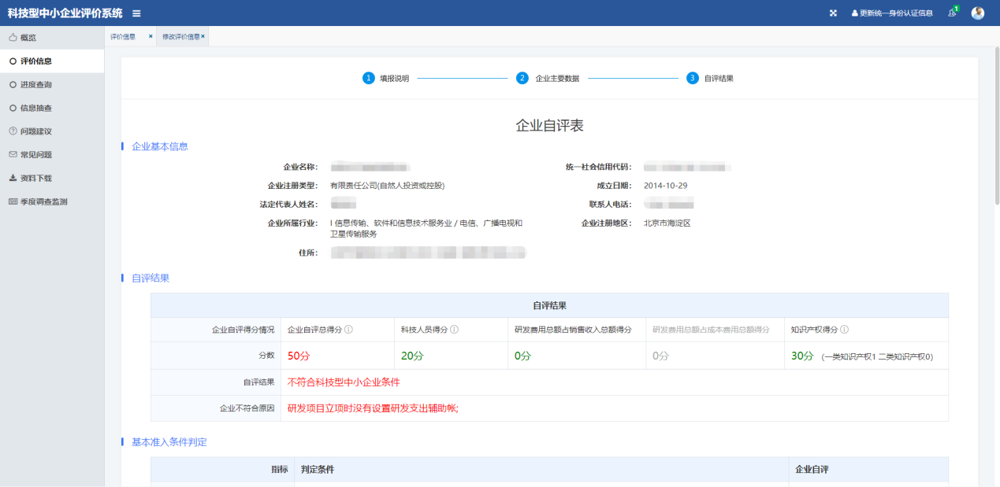 科技型中小企业评价系统
更新统一身份认证信息 1
概览
评价信息
进度查询
信息抽查
问题建议
常见问题
资料下载
季度调查监测
评价信息 × 修改评价信息 ×
1 填报说明 2 企业主要数据 3 自评结果
企业自评表
企业基本信息
企业名称: 统一社会信用代码:
企业注册类型: 有限责任公司(自然人投资或控股) 成立日期: 2014-10-29
法定代表人姓名: 联系人电话:
企业所属行业: I 信息传输、软件和信息技术服务业 / 电信、广播电视和 企业注册地区: 北京市海淀区
卫星传输服务
住所:
自评结果
自评结果
企业自评得分情况 企业自评总得分 科技人员得分 研发费用总额占销售收入总额得分 研发费用总额占成本费用总额得分 知识产权得分
分数 50分 20分 0分 0分 30分 (一类知识产权1 二类知识产权0)
自评结果 不符合科技型中小企业条件
企业不符合原因 研发项目立项时没有设置研发支出辅助帐;
基本准入条件判定
指标 判定条件 企业自评